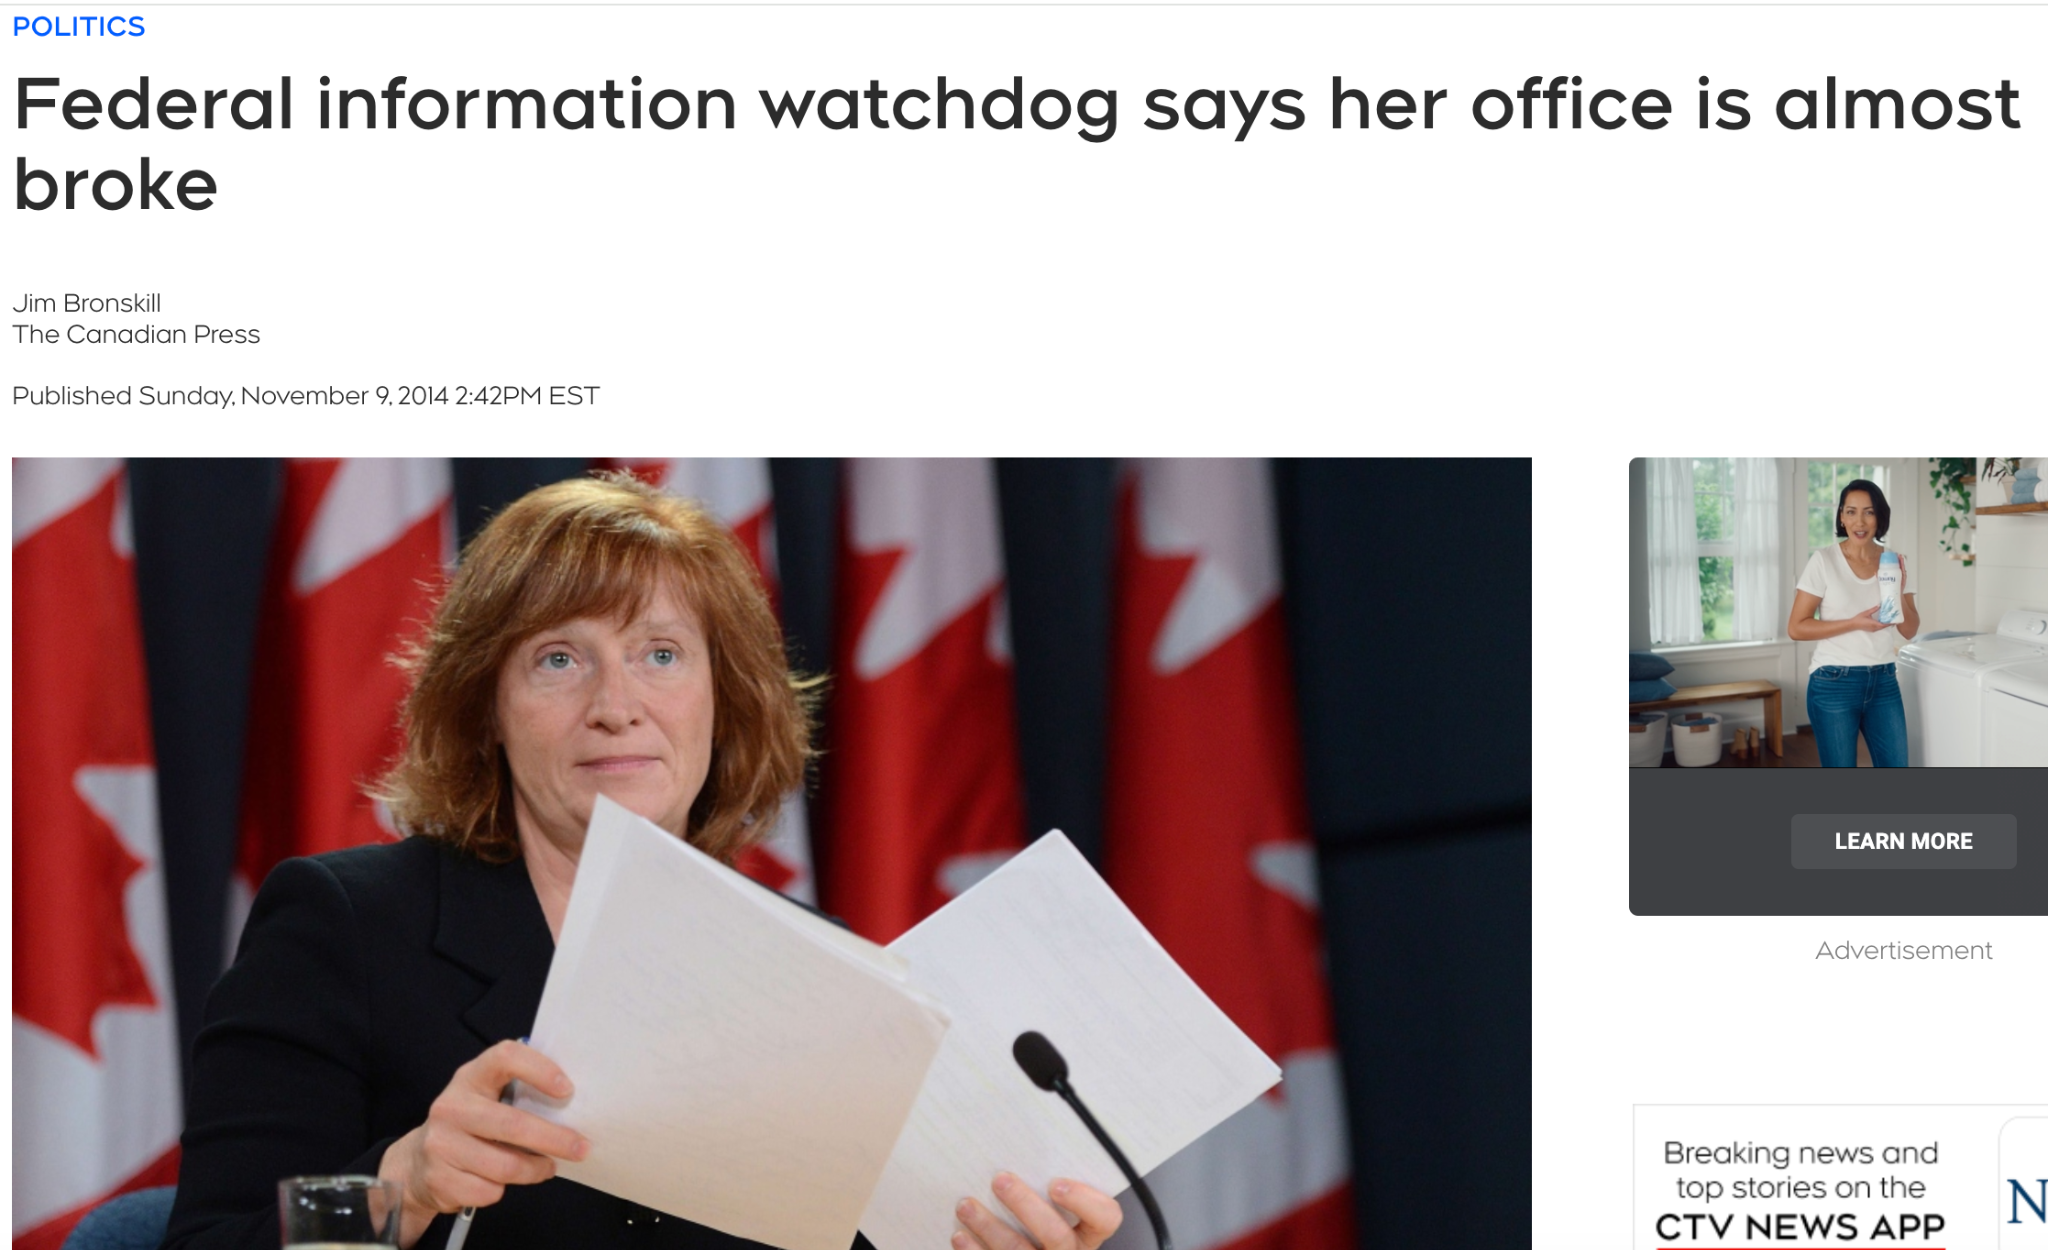 POLITICS
Federal information watchdog says her office is almost
broke
Jim Bronskill
The Canadian Press
Published Sunday, November 9, 2014 2:42PM EST
LEARN MORE
Advertisement
Breaking news and
top stories on the
CTV NEWS APP
N